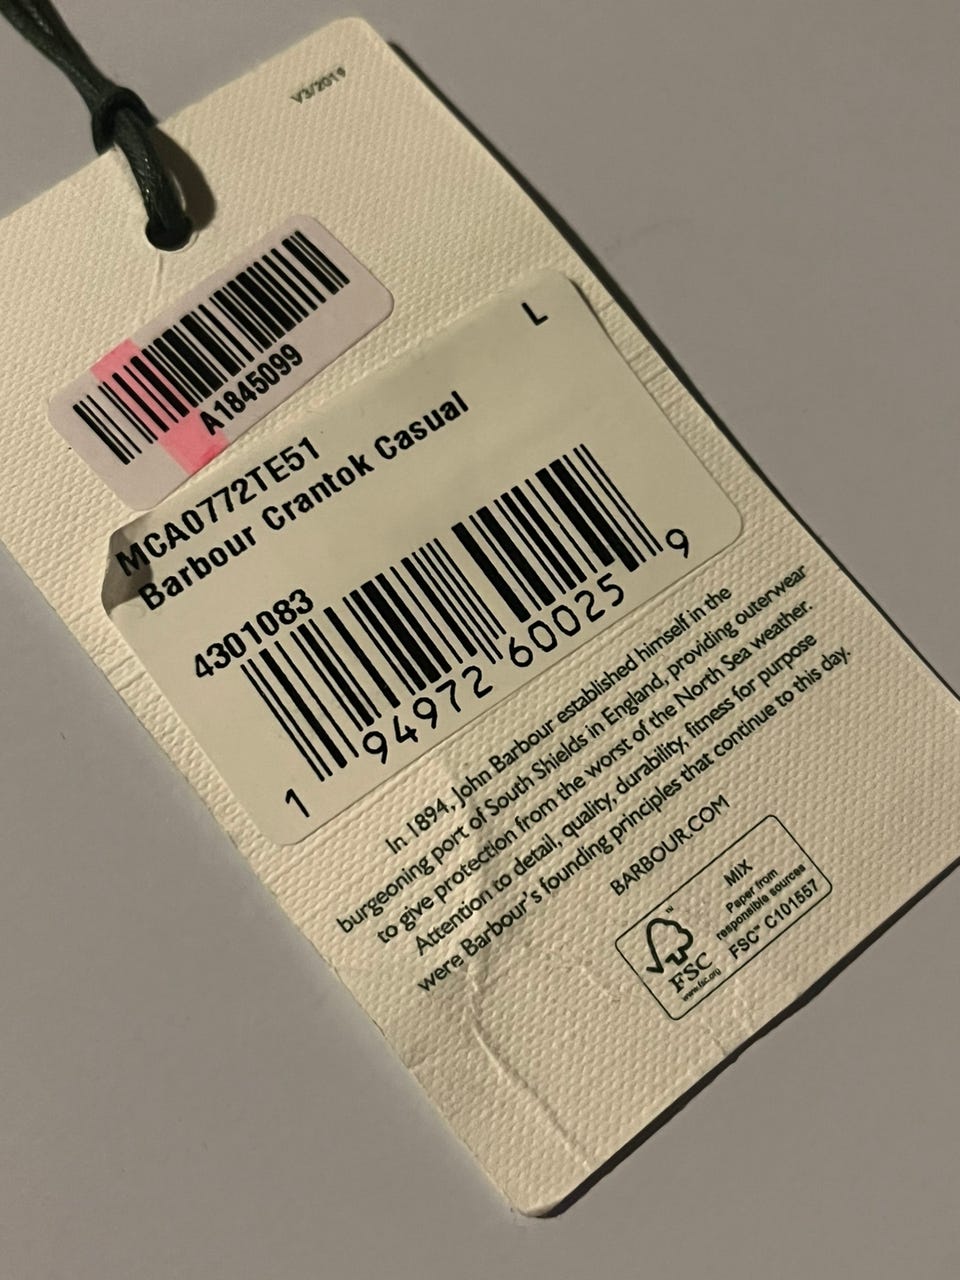 V3/2019
A1845099
L
MCA0772TE51
Barbour Crantok Casual
4301083
1 94972 60025 9
In 1894, John Barbour established himself in the
burgeoning port of South Shields in England, providing outerwear
to give protection from the worst of the North Sea weather.
Attention to detail, quality, durability, fitness for purpose
were Barbour's founding principles that continue to this day.
BARBOUR.COM
FSC
www.fsc.org
MIX
Paper from
responsible sources
FSC™ C101557